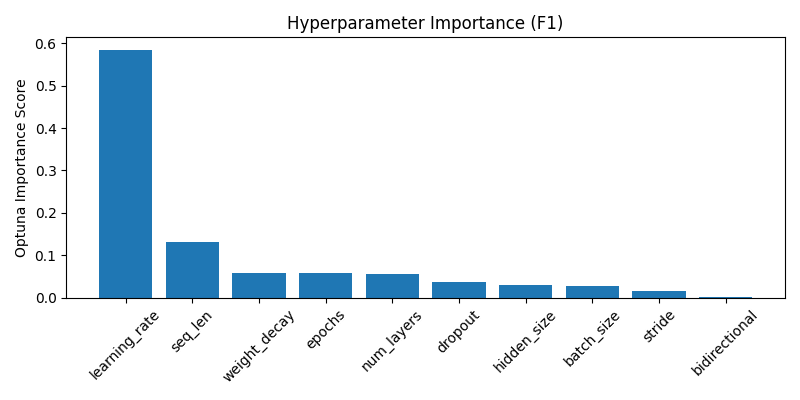 Hyperparameter Importance (F1)
Optuna Importance Score
0.6
0.5
0.4
0.3
0.2
0.1
0.0
learning_rate
seq_len
weight_decay
epochs
num_layers
dropout
hidden_size
batch_size
stride
bidirectional